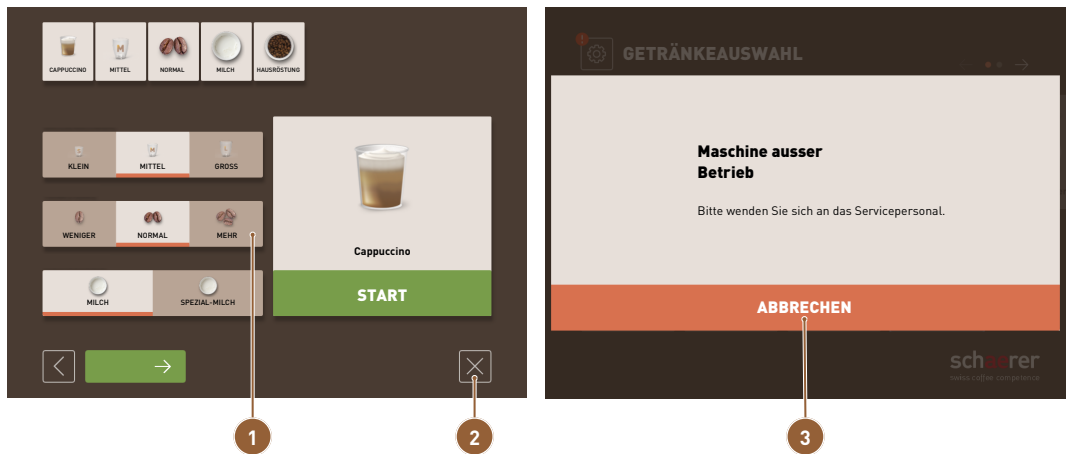 CAPPUCCINO
MITTEL
NORMAL
MILCH
HAUSRÖSTUNG
KLEIN
MITTEL
GROSS
WENIGER
NORMAL
MEHR
MILCH
SPEZIAL-MILCH
Cappuccino
START
1
2
GETRÄNKEAUSWAHL
Maschine ausser
Betrieb
Bitte wenden Sie sich an das Servicepersonal.
ABBRECHEN
schaerer
swiss coffee competence
3